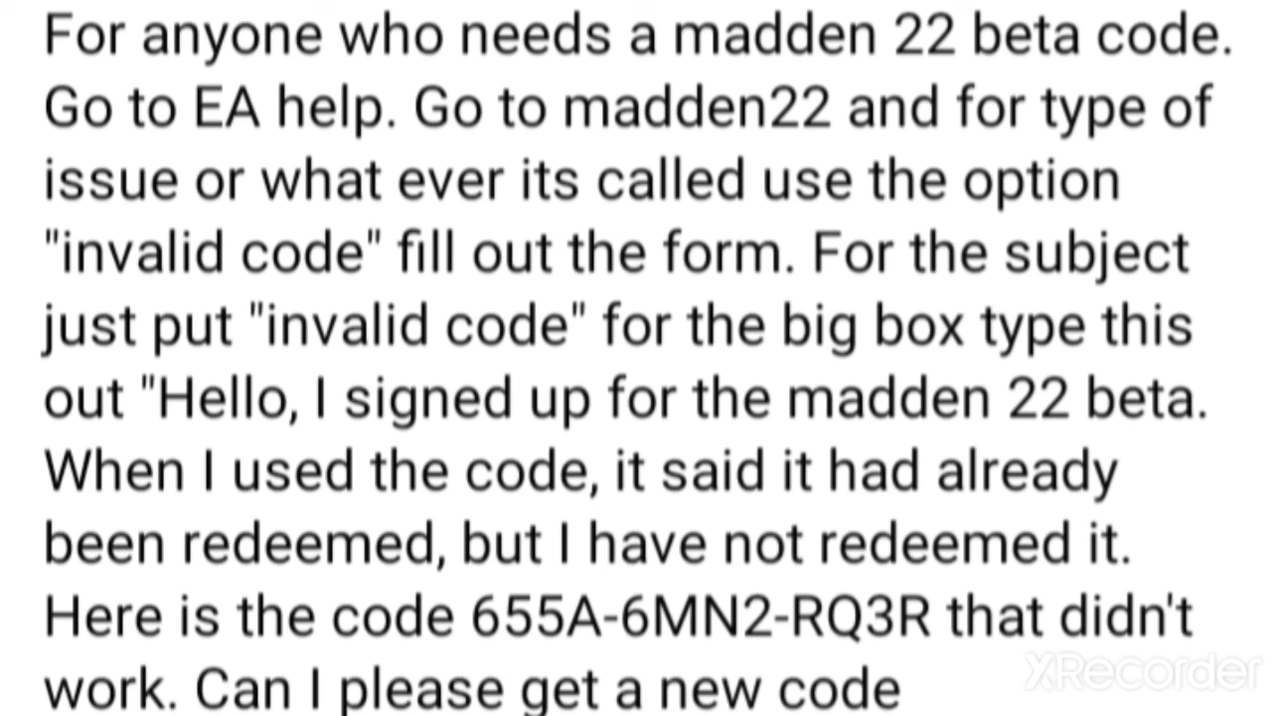 For anyone who needs a madden 22 beta code.
Go to EA help. Go to madden22 and for type of
issue or what ever its called use the option
"invalid code" fill out the form. For the subject
just put "invalid code" for the big box type this
out "Hello, I signed up for the madden 22 beta.
When I used the code, it said it had already
been redeemed, but I have not redeemed it.
Here is the code 655A-6MN2-RQ3R that didn't
work. Can I please get a new code
XRecorder